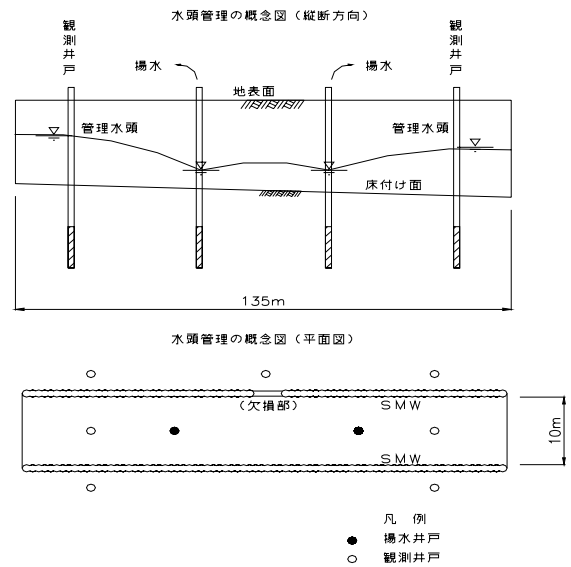 水頭管理の概念図(縦断方向)
観測井戸
揚水
揚水
観測井戸
地表面
管理水頭
管理水頭
床付け面
135m
水頭管理の概念図(平面図)
(欠損部)
SMW
10m
SMW
凡 例
揚水井戸
観測井戸